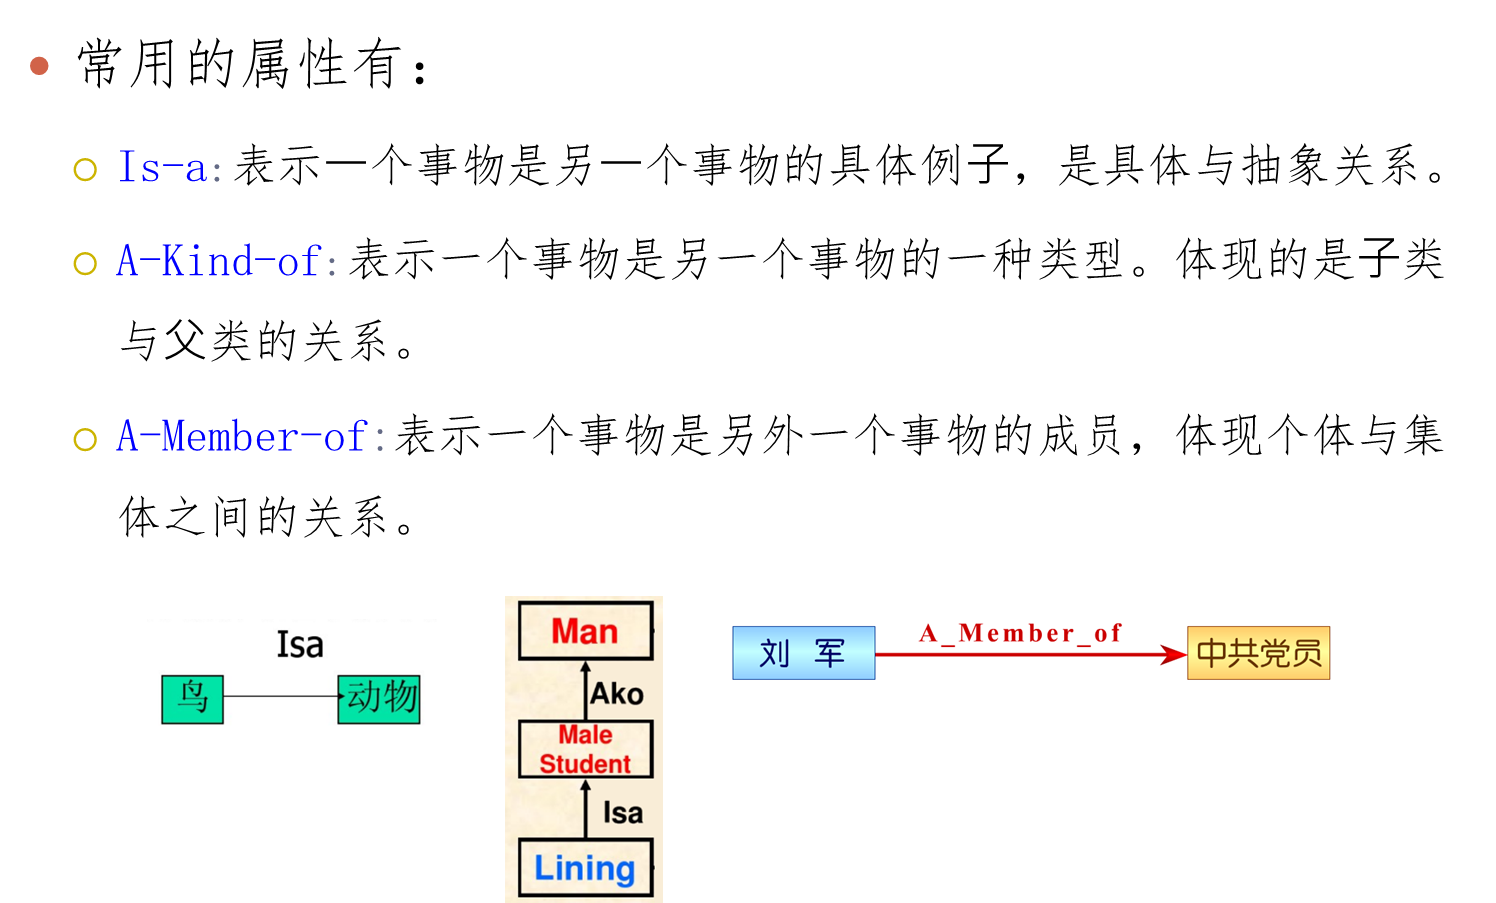 常用的属性有：
Is-a:表示一个事物是另一个事物的具体例子，是具体与抽象关系。
A-Kind-of:表示一个事物是另一个事物的一种类型。体现的是子类
与父类的关系。
A-Member-of:表示一个事物是另外一个事物的成员，体现个体与集
体之间的关系。
Isa
鸟
动物
Man
Ako
Male
Student
Isa
Lining
刘 军
A_Member_of
中共党员